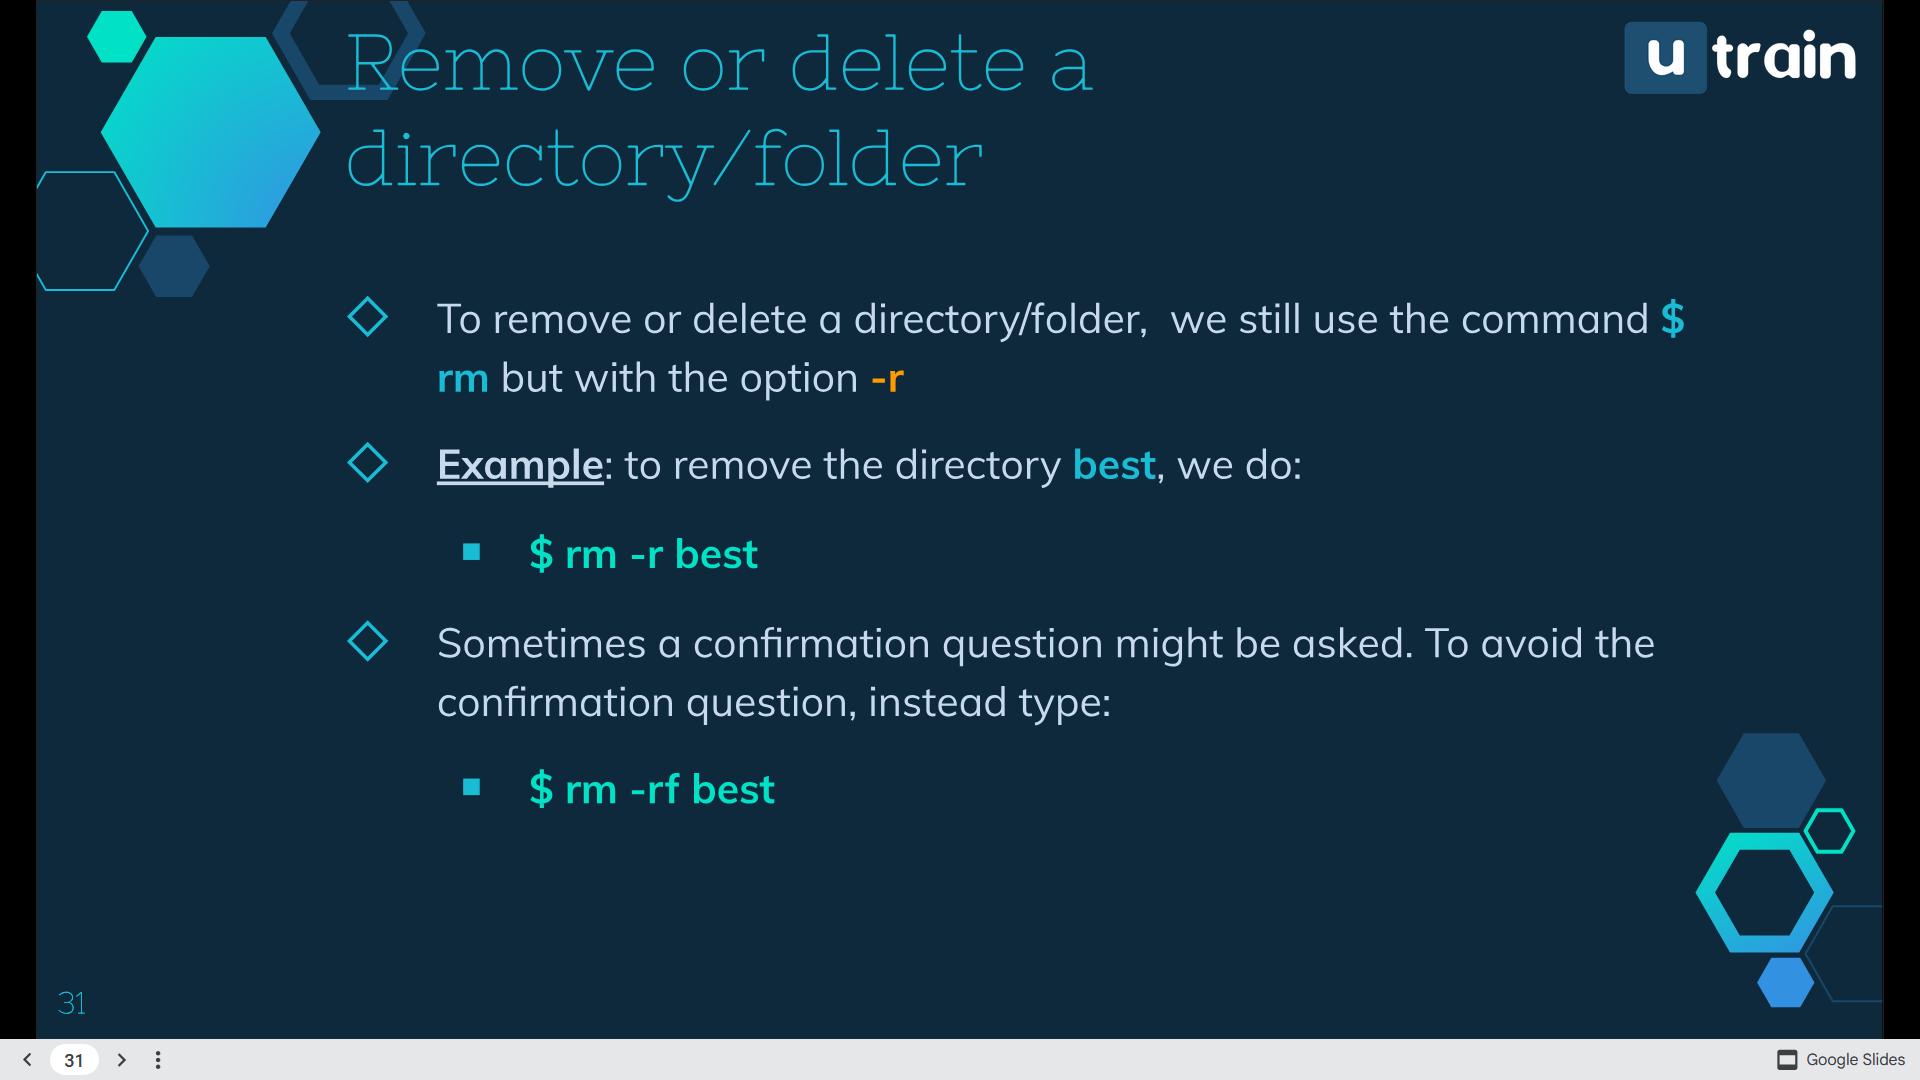 Remove or delete a
directory/folder
u train
To remove or delete a directory/folder, we still use the command $
rm but with the option -r
Example: to remove the directory best, we do:
$ rm -r best
Sometimes a confirmation question might be asked. To avoid the
confirmation question, instead type:
$ rm -rf best
31
31
Google Slides